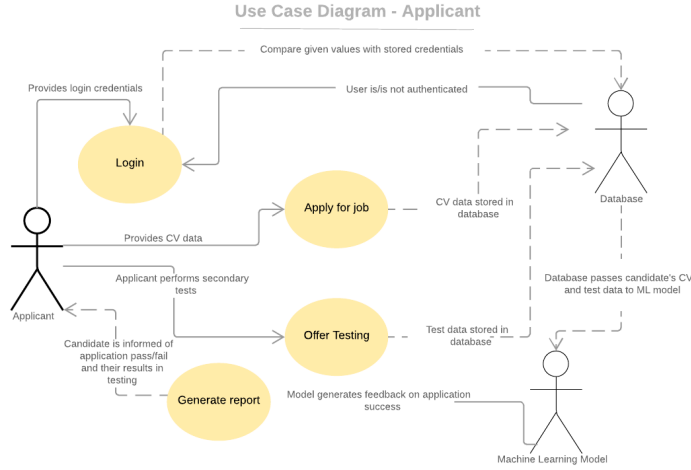 Use Case Diagram - Applicant
Compare given values with stored credentials
Provides login credentials
User is/is not authenticated
Login
Apply for job
CV data stored in
database
Database
Provides CV data
Applicant performs secondary
tests
Database passes candidate's CV
and test data to ML model
Applicant
Offer Testing
Test data stored in
database
Candidate is informed of
application pass/fail
and their results in
testing
Generate report
Model generates feedback on application
success
Machine Learning Model